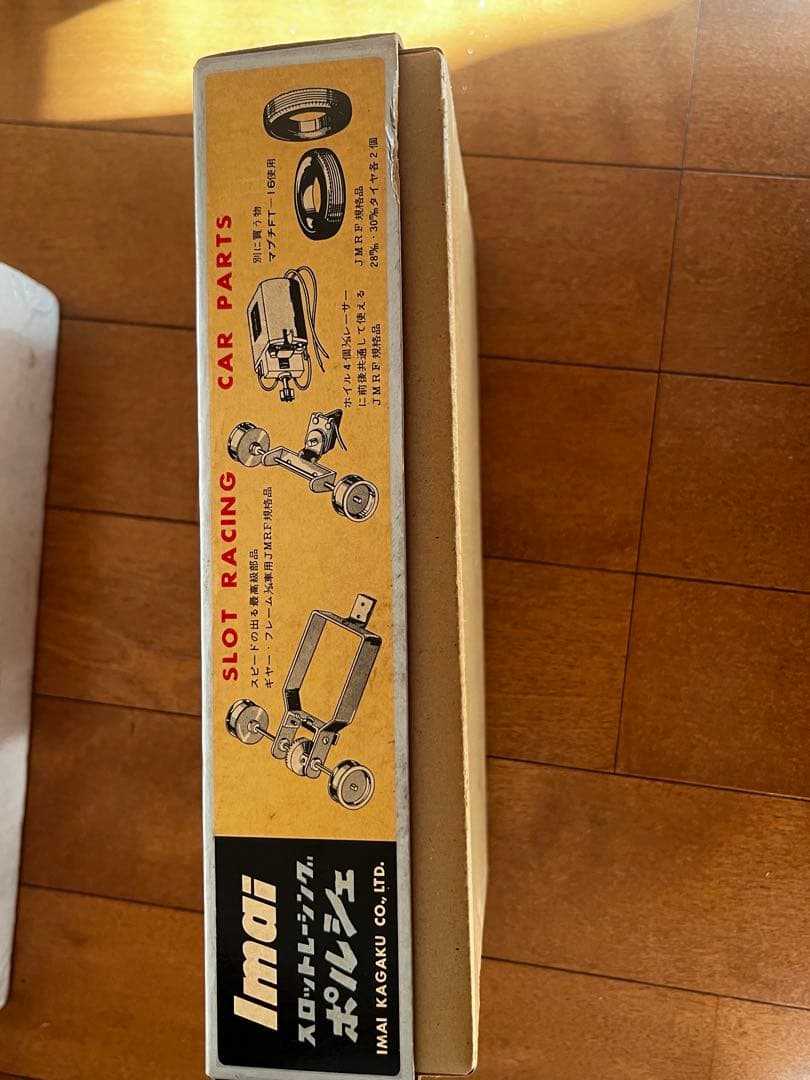 Imai
スロットレーシング
ポルシェ
IMAI KAGAKU CO., LTD.
SLOT RACING CAR PARTS
スピードの出る最高級部品
ギヤー・フレーム1/24車用JMRF規格品
ホイル4個1/24レーサー
に前後共通して使える
JMRF規格品
別に買う物
マブチFT－16使用
JMRF規格品
28m/m・30m/mタイヤ各2個